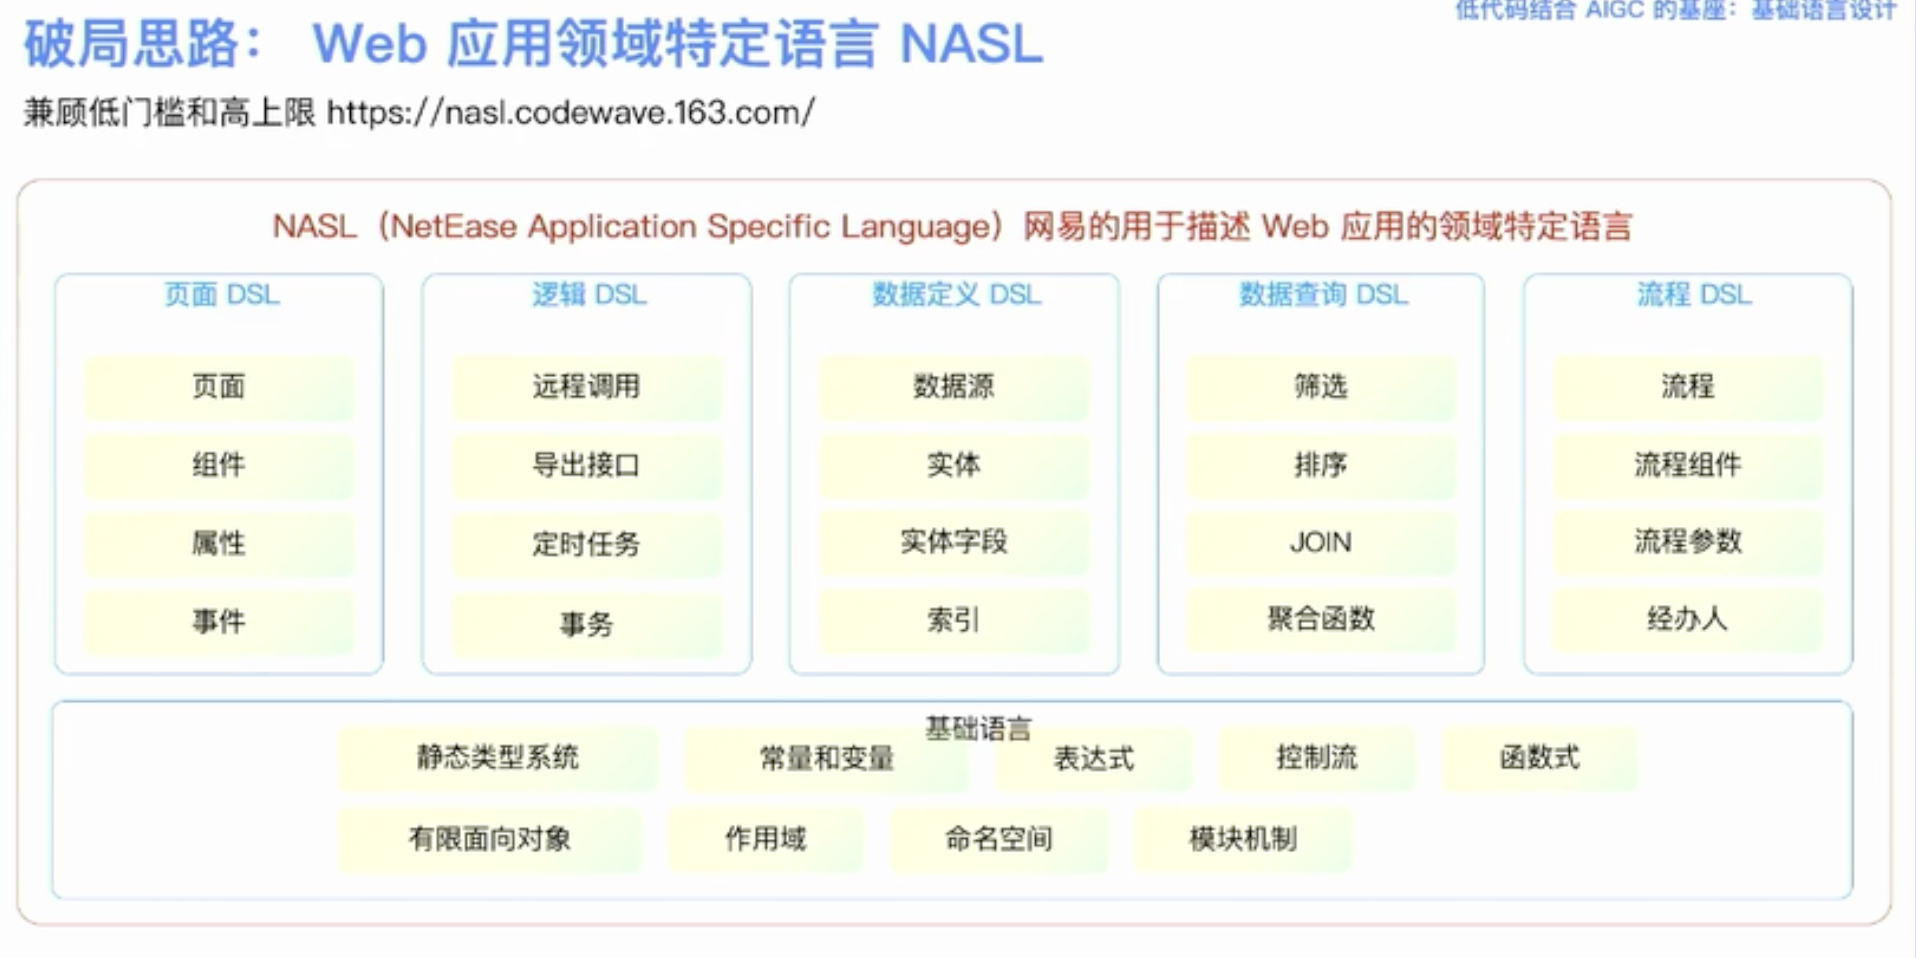 低代码结合 AIGC 的基座：基础语言设计
破局思路： Web 应用领域特定语言 NASL
兼顾低门槛和高上限 https://nasl.codewave.163.com/
NASL（NetEase Application Specific Language）网易的用于描述 Web 应用的领域特定语言
页面 DSL
页面
组件
属性
事件
逻辑 DSL
远程调用
导出接口
定时任务
事务
数据定义 DSL
数据源
实体
实体字段
索引
数据查询 DSL
筛选
排序
JOIN
聚合函数
流程 DSL
流程
流程组件
流程参数
经办人
基础语言
静态类型系统
常量和变量
表达式
控制流
函数式
有限面向对象
作用域
命名空间
模块机制